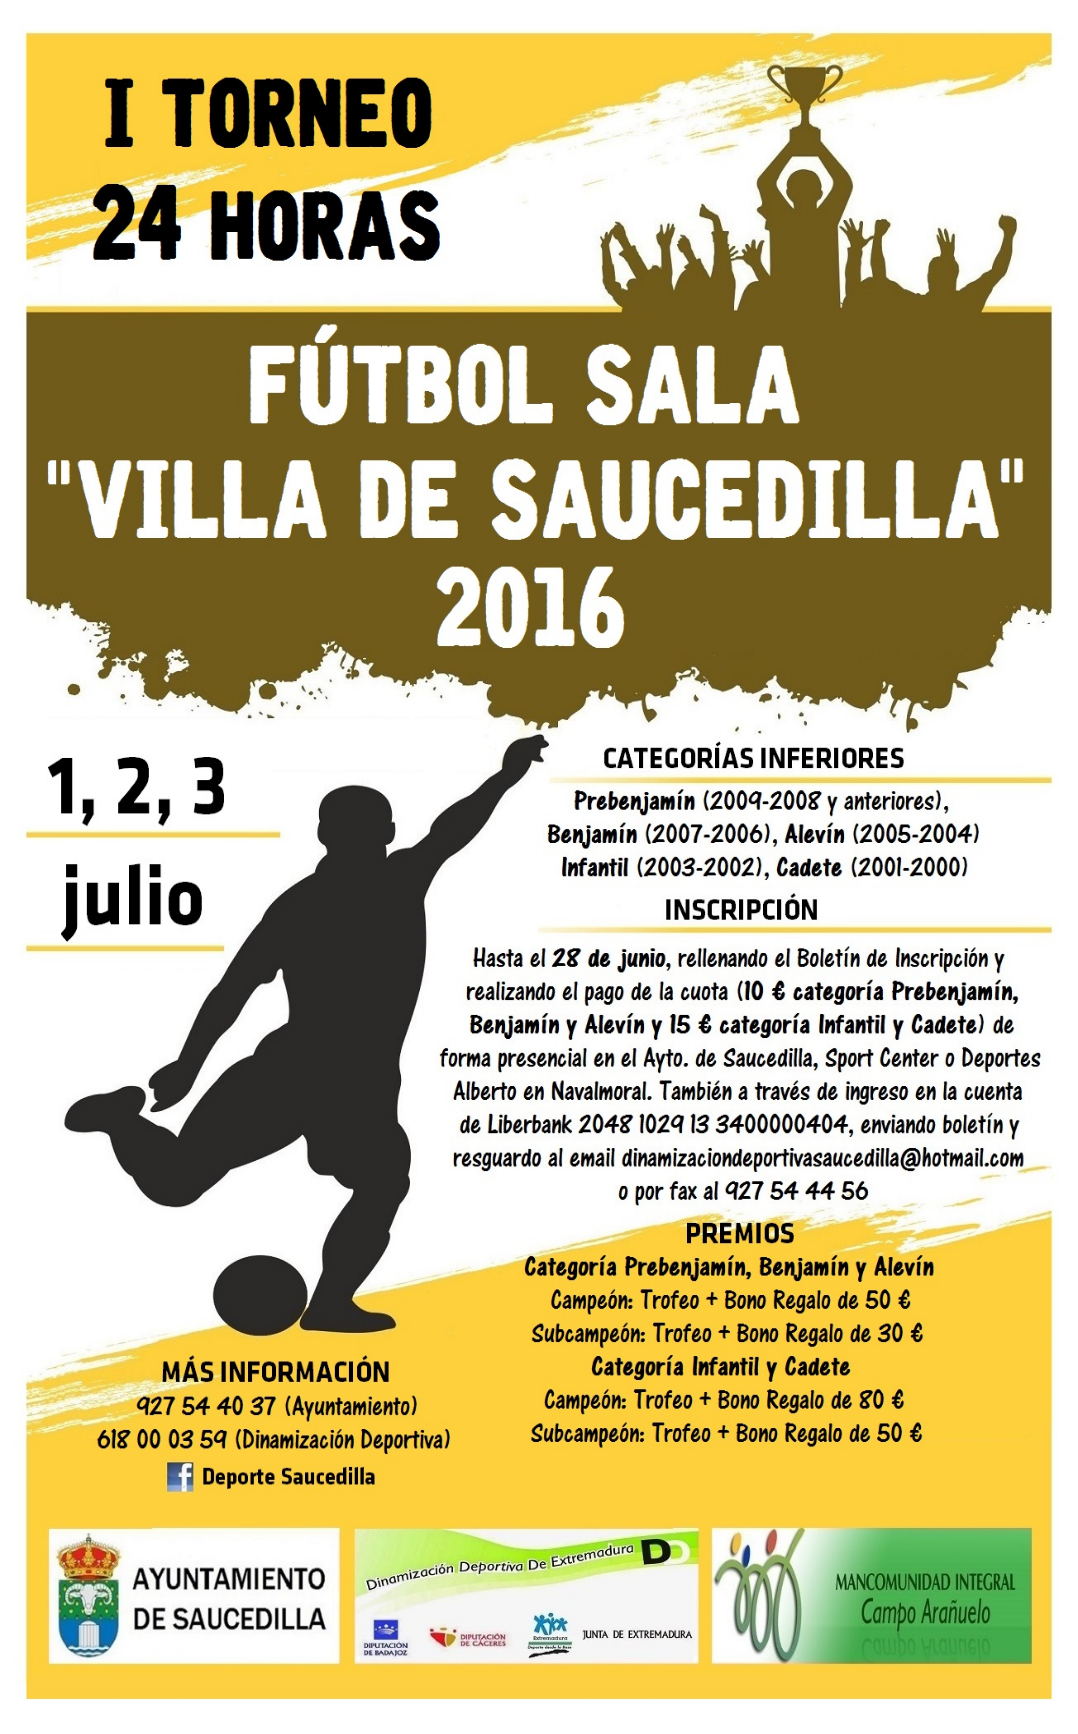 I TORNEO
24 HORAS
FÚTBOL SALA
"VILLA DE SAUCEDILLA"
2016
1, 2, 3
julio
CATEGORÍAS INFERIORES
Prebenjamín (2009-2008 y anteriores),
Benjamín (2007-2006), Alevín (2005-2004)
Infantil (2003-2002), Cadete (2001-2000)
INSCRIPCIÓN
Hasta el 28 de junio, rellenando el Boletín de Inscripción y
realizando el pago de la cuota (10 € categoría Prebenjamín,
Benjamín y Alevín y 15 € categoría Infantil y Cadete) de
forma presencial en el Ayto. de Saucedilla, Sport Center o Deportes
Alberto en Navalmoral. También a través de ingreso en la cuenta
de Liberbank 2048 1029 13 3400000404, enviando boletín y
resguardo al email dinamizaciondeportivasaucedilla@hotmail.com
o por fax al 927 54 44 56
PREMIOS
Categoría Prebenjamín, Benjamín y Alevín
Campeón: Trofeo + Bono Regalo de 50 €
Subcampeón: Trofeo + Bono Regalo de 30 €
Categoría Infantil y Cadete
Campeón: Trofeo + Bono Regalo de 80 €
Subcampeón: Trofeo + Bono Regalo de 50 €
MÁS INFORMACIÓN
927 54 40 37 (Ayuntamiento)
618 00 03 59 (Dinamización Deportiva)
f Deporte Saucedilla
AYUNTAMIENTO
DE SAUCEDILLA
Dinamización Deportiva De Extremadura DD
DIPUTACIÓN
DE BADAJOZ
DIPUTACIÓN
DE CÁCERES
Extremadura
Deporte desde la Base
JUNTA DE EXTREMADURA
MANCOMUNIDAD INTEGRAL
Campo Arañuelo